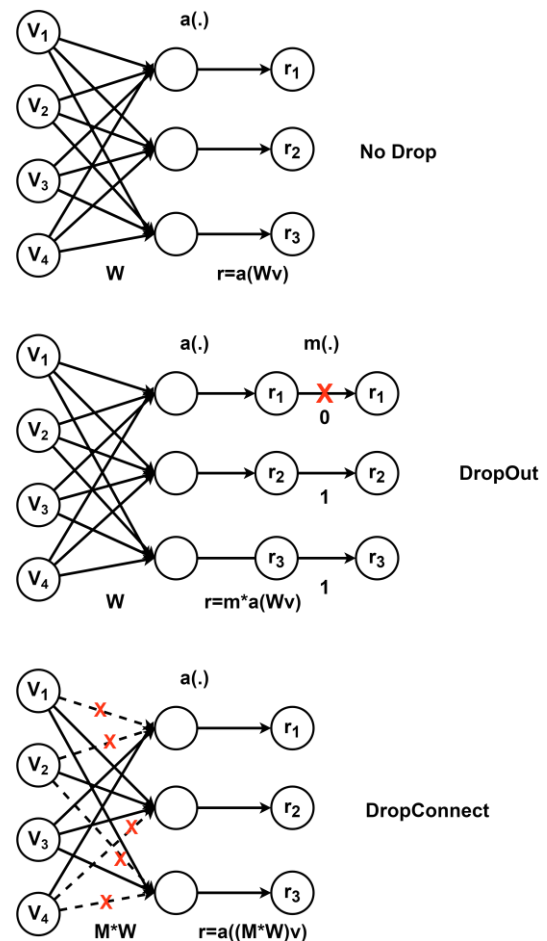 a(.)
V1
r1
V2
r2
No Drop
V3
r3
V4
W r=a(Wv)
a(.) m(.)
V1
r1 X r1
0
V2
r2 r2
DropOut
1
V3
r3 r3
V4
1
W r=m*a(Wv)
a(.)
V1
X
r1
V2
X
r2
DropConnect
X
V3
X
r3
V4
X
M*W r=a((M*W)v)